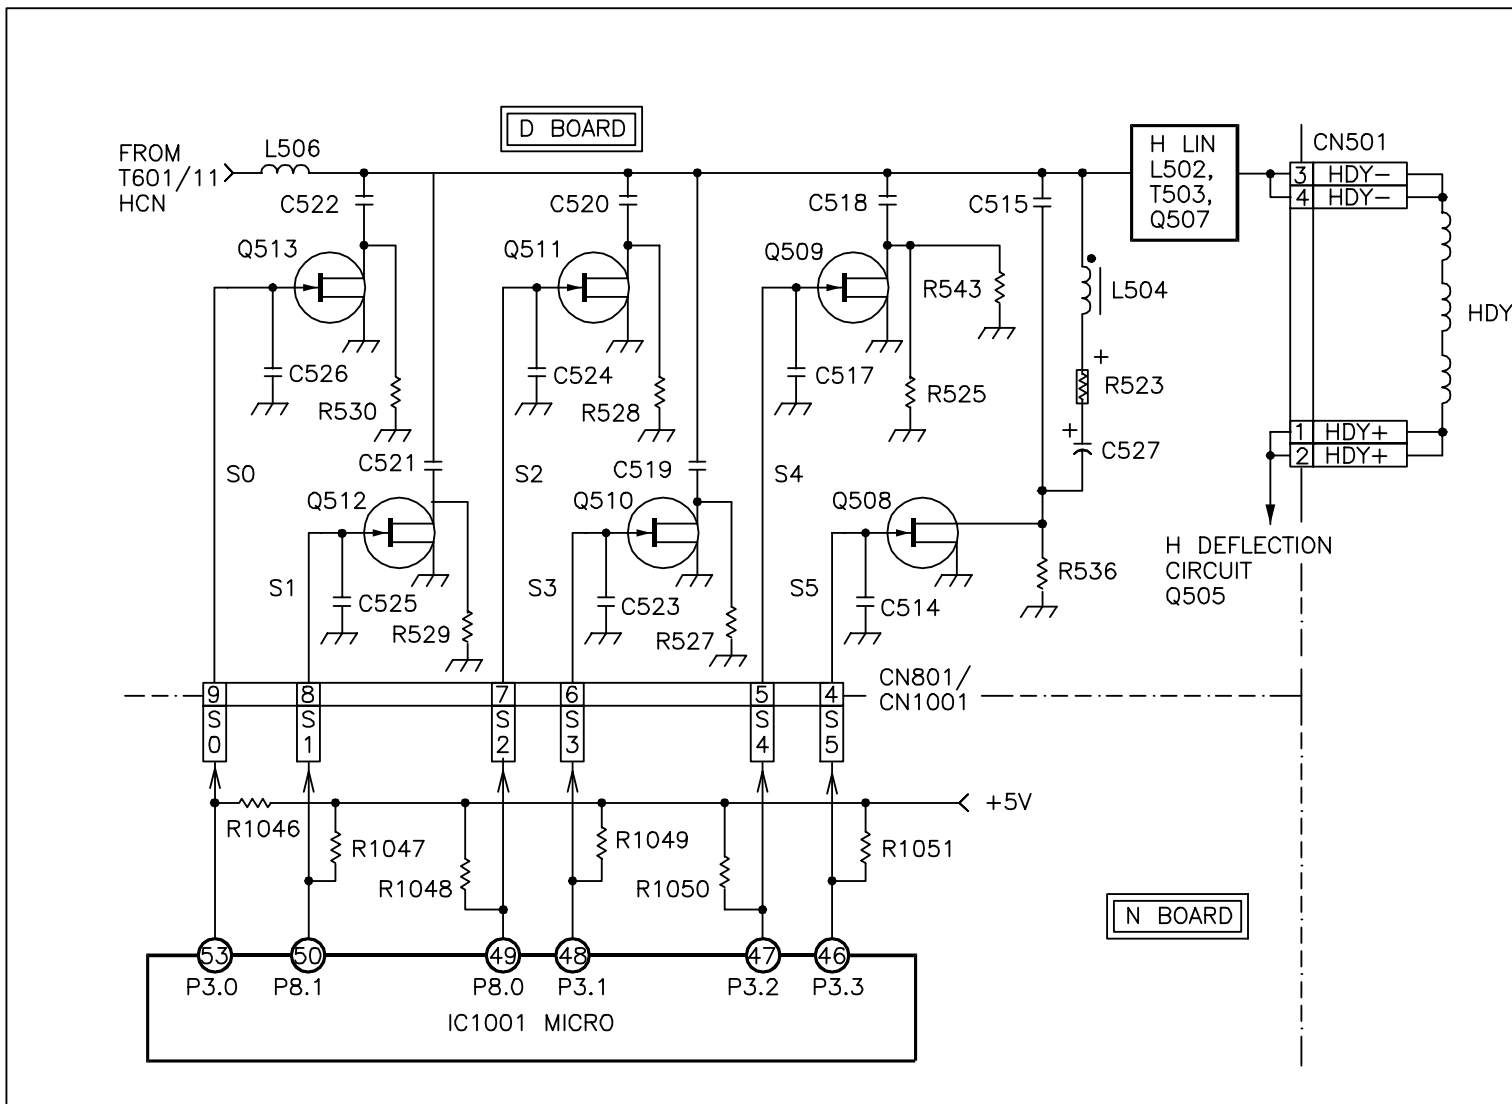 D BOARD
FROM
T601/11
HCN
L506
C522
C520
C518
C515
H LIN
L502,
T503,
Q507
CN501
3 HDY-
4 HDY-
Q513
Q511
Q509
R543
L504
HDY
C526
C524
C517
+
R523
R530
R528
R525
+
C527
1 HDY+
2 HDY+
C521
C519
S0
S2
S4
Q512
Q510
Q508
H DEFLECTION
CIRCUIT
Q505
S1
S3
S5
R536
C525
C523
C514
R529
R527
CN801/
CN1001
9 8 7 6 5 4
S0 S1 S2 S3 S4 S5
+5V
R1046
R1047
R1048
R1049
R1050
R1051
N BOARD
53 50 49 48 47 46
P3.0 P8.1 P8.0 P3.1 P3.2 P3.3
IC1001 MICRO